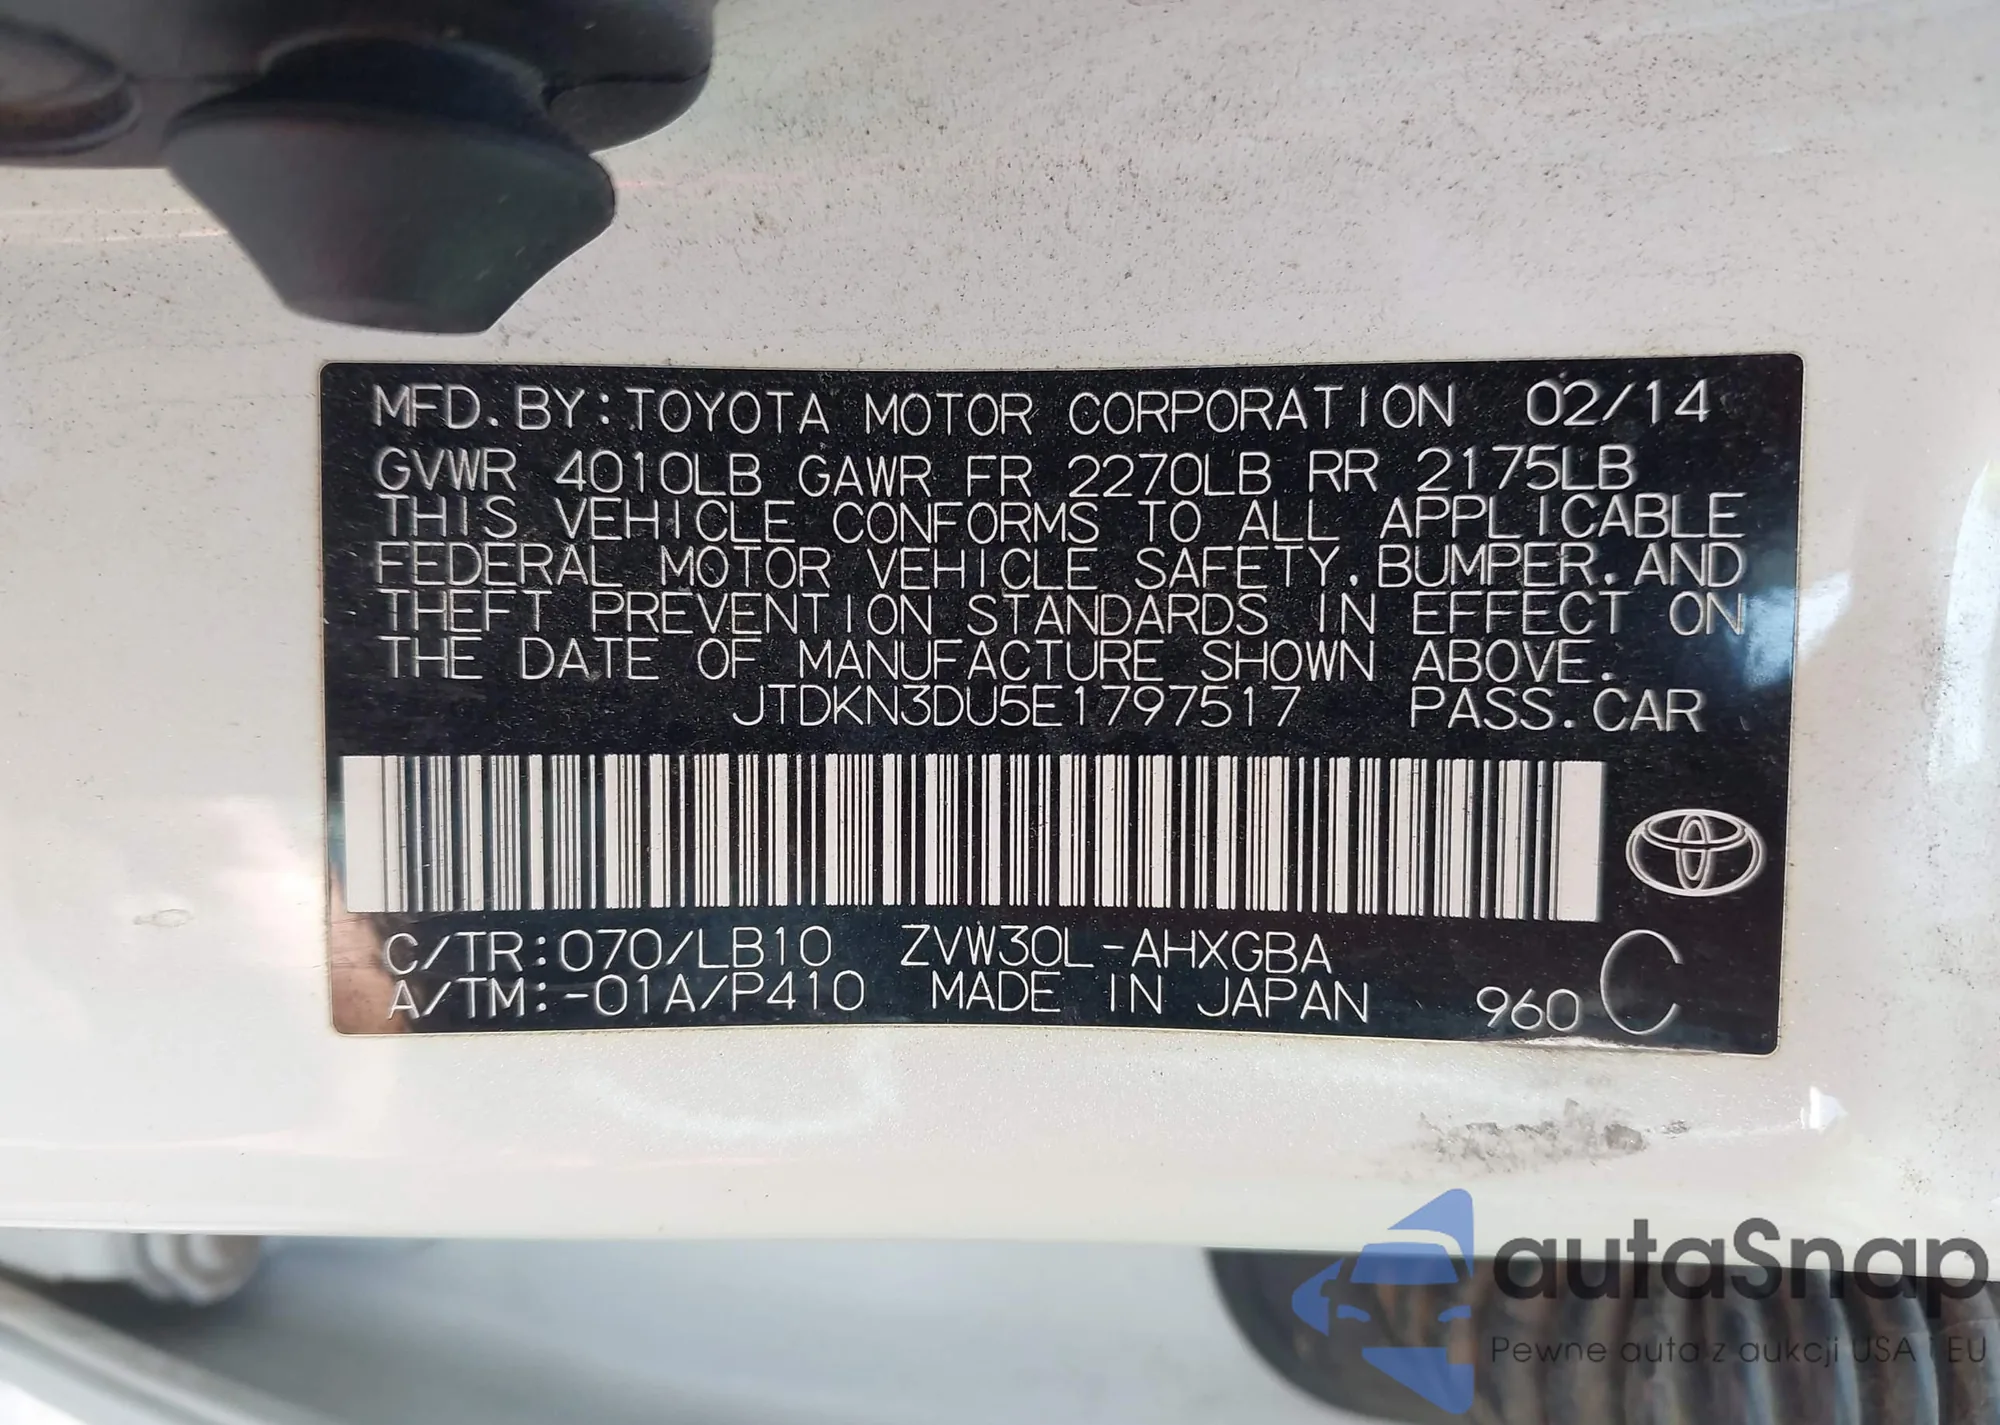 MFD. BY: TOYOTA MOTOR CORPORATION 02/14
GVWR 4010LB GAWR FR 2270LB RR 2175LB
THIS VEHICLE CONFORMS TO ALL APPLICABLE
FEDERAL MOTOR VEHICLE SAFETY. BUMPER. AND
THEFT PREVENTION STANDARDS IN EFFECT ON
THE DATE OF MANUFACTURE SHOWN ABOVE.
JTDKN3DU5E1797517 PASS. CAR
C/TR:070/LB10 ZVW30L-AHXGBA
A/TM:-01A/P410 MADE IN JAPAN 960 C
autaSnap
Pewne auta z aukcji USA i EU